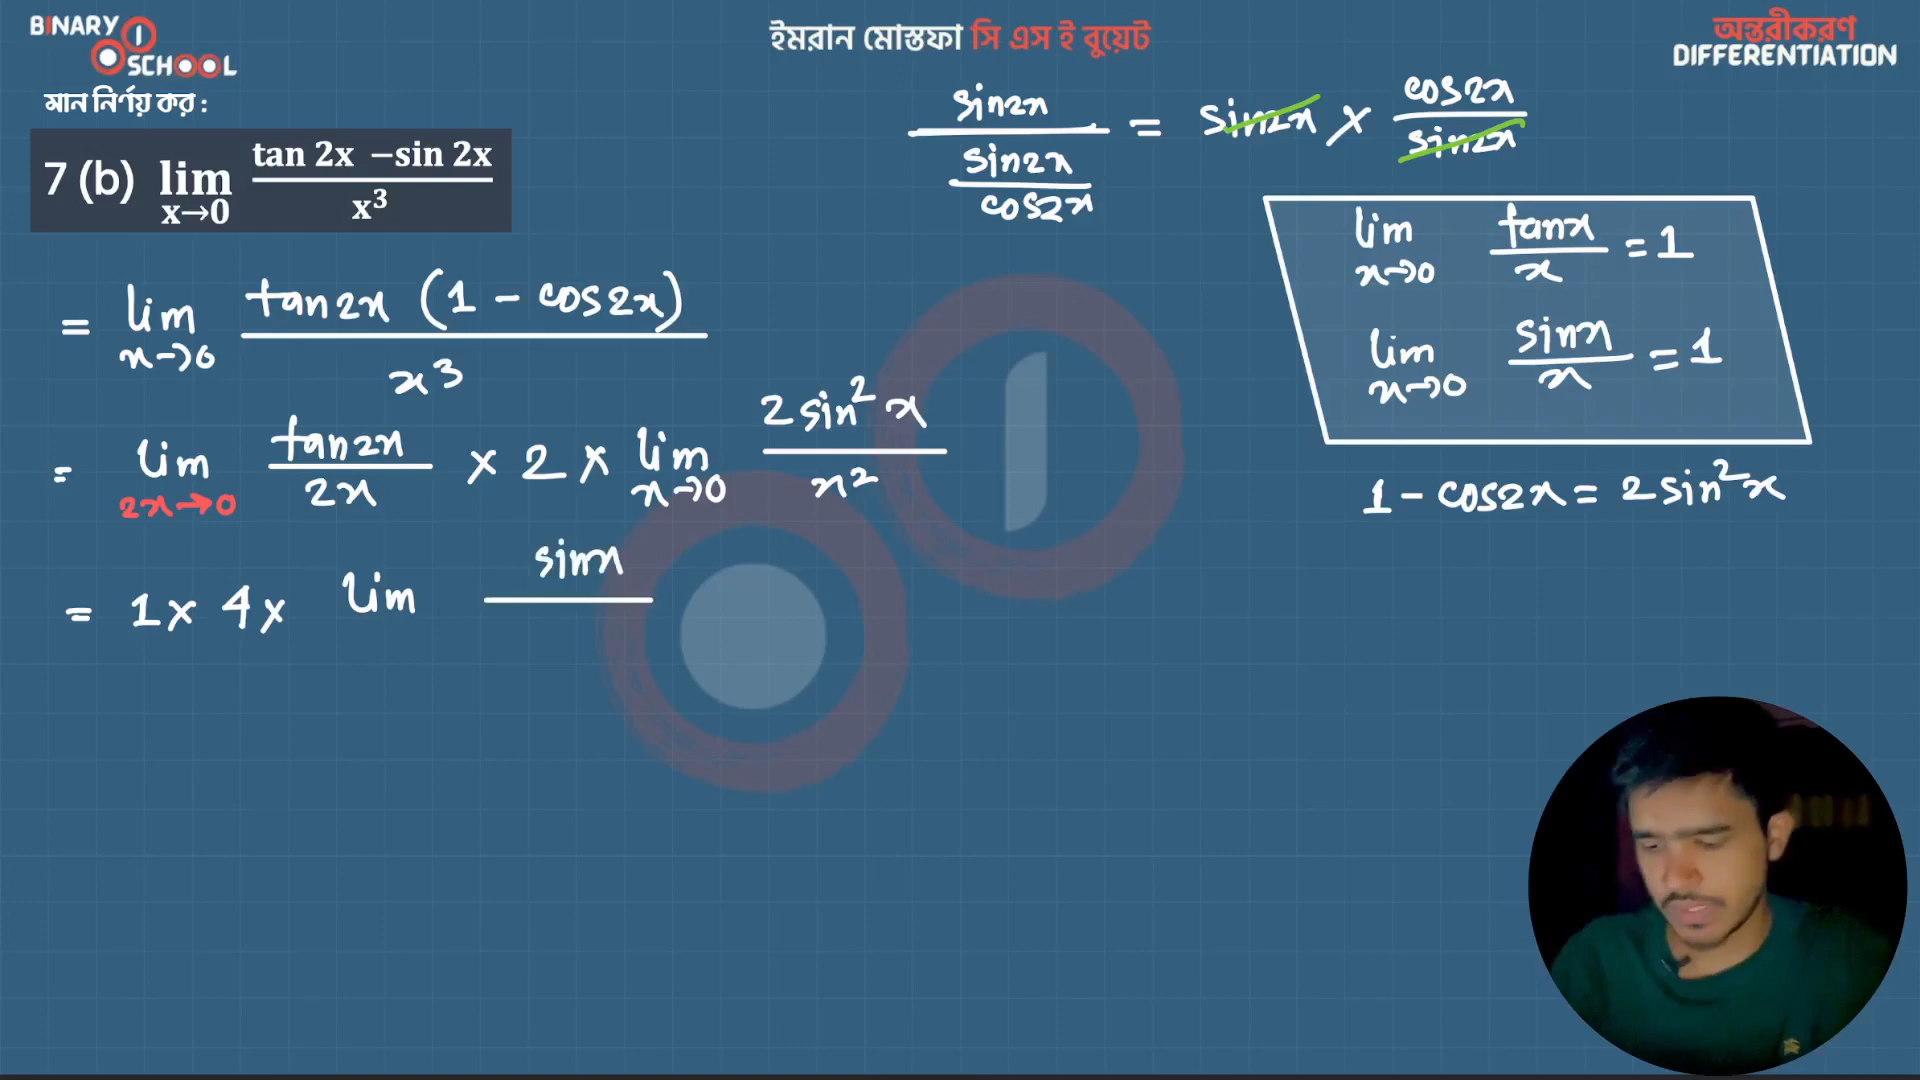 BINARY SCHOOL
ইমরান মোস্তফা সি এস ই বুয়েট
অন্তরীকরণ
DIFFERENTIATION
মান নির্ণয় কর :
7 (b) lim x→0 (tan 2x − sin 2x) / x³
sin2x / (sin2x / cos2x) = sin2x × cos2x / sin2x
lim x→0 tanx / x = 1
lim x→0 sinx / x = 1
1 - cos2x = 2sin²x
= lim x→0 tan2x (1 - cos2x) / x³
= lim 2x→0 tan2x / 2x × 2 × lim x→0 2sin²x / x²
= 1 × 4 × lim sinx